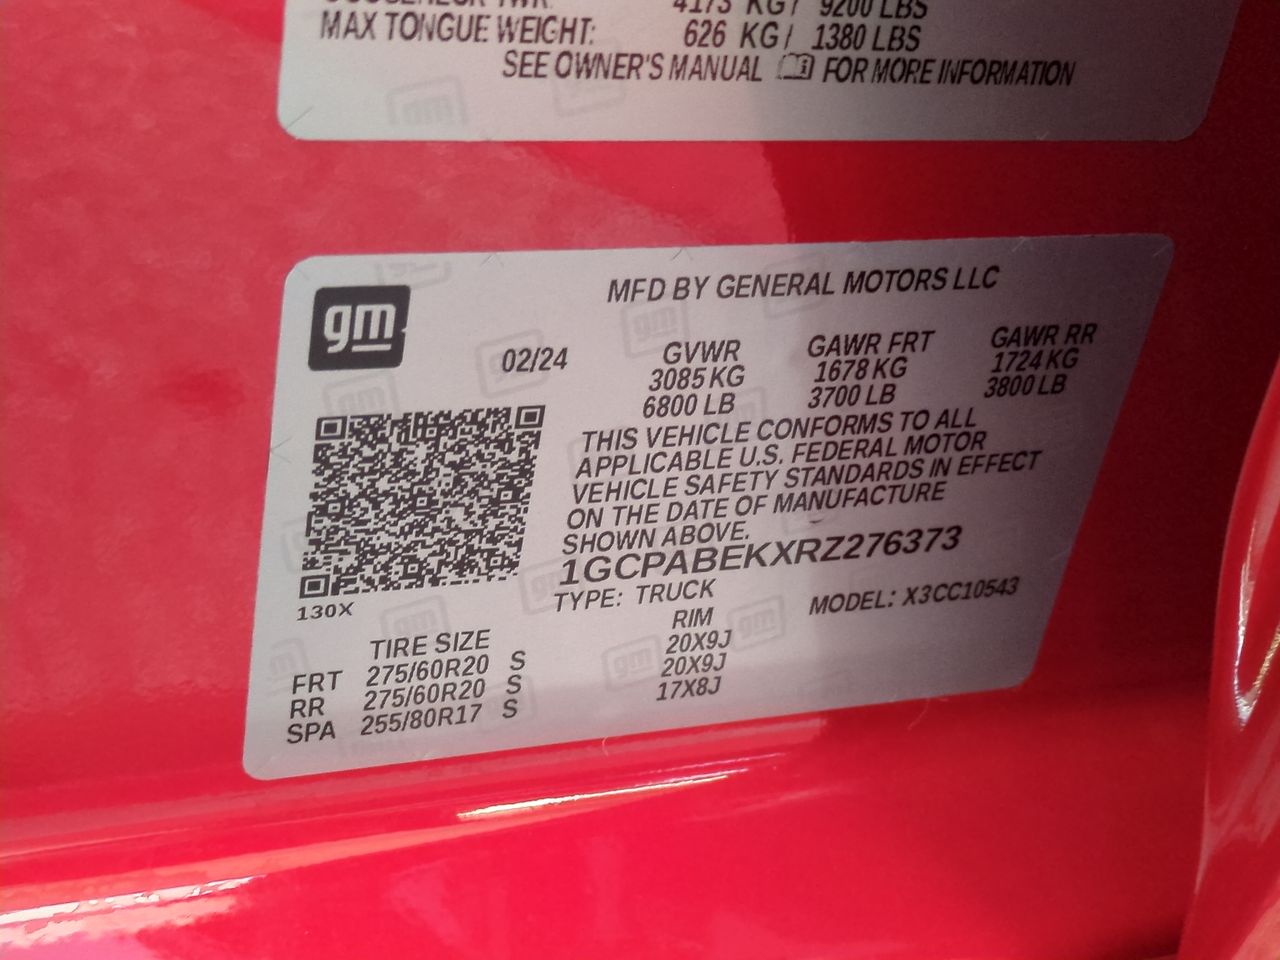 4173 KG / 9200 LBS
MAX TONGUE WEIGHT: 626 KG / 1380 LBS
SEE OWNER'S MANUAL FOR MORE INFORMATION
gm
MFD BY GENERAL MOTORS LLC
02/24 GVWR GAWR FRT GAWR RR
3085 KG 1678 KG 1724 KG
6800 LB 3700 LB 3800 LB
THIS VEHICLE CONFORMS TO ALL
APPLICABLE U.S. FEDERAL MOTOR
VEHICLE SAFETY STANDARDS IN EFFECT
ON THE DATE OF MANUFACTURE
SHOWN ABOVE.
1GCPABEKXRZ276373
130X
TYPE: TRUCK MODEL: X3CC10543
TIRE SIZE RIM
FRT 275/60R20 S 20X9J
RR 275/60R20 S 20X9J
SPA 255/80R17 S 17X8J